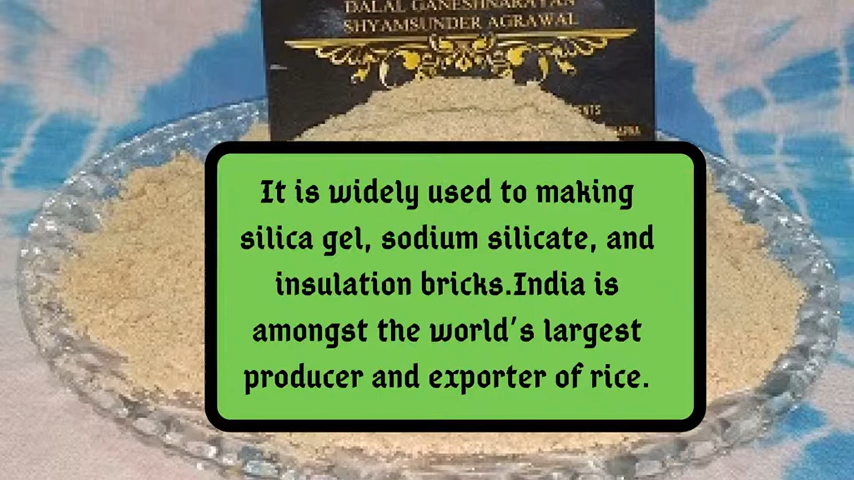 DALAL GANESHNARAYAN
SHYAMSUNDER AGRAWAL
It is widely used to making
silica gel, sodium silicate, and
insulation bricks.India is
amongst the world's largest
producer and exporter of rice.